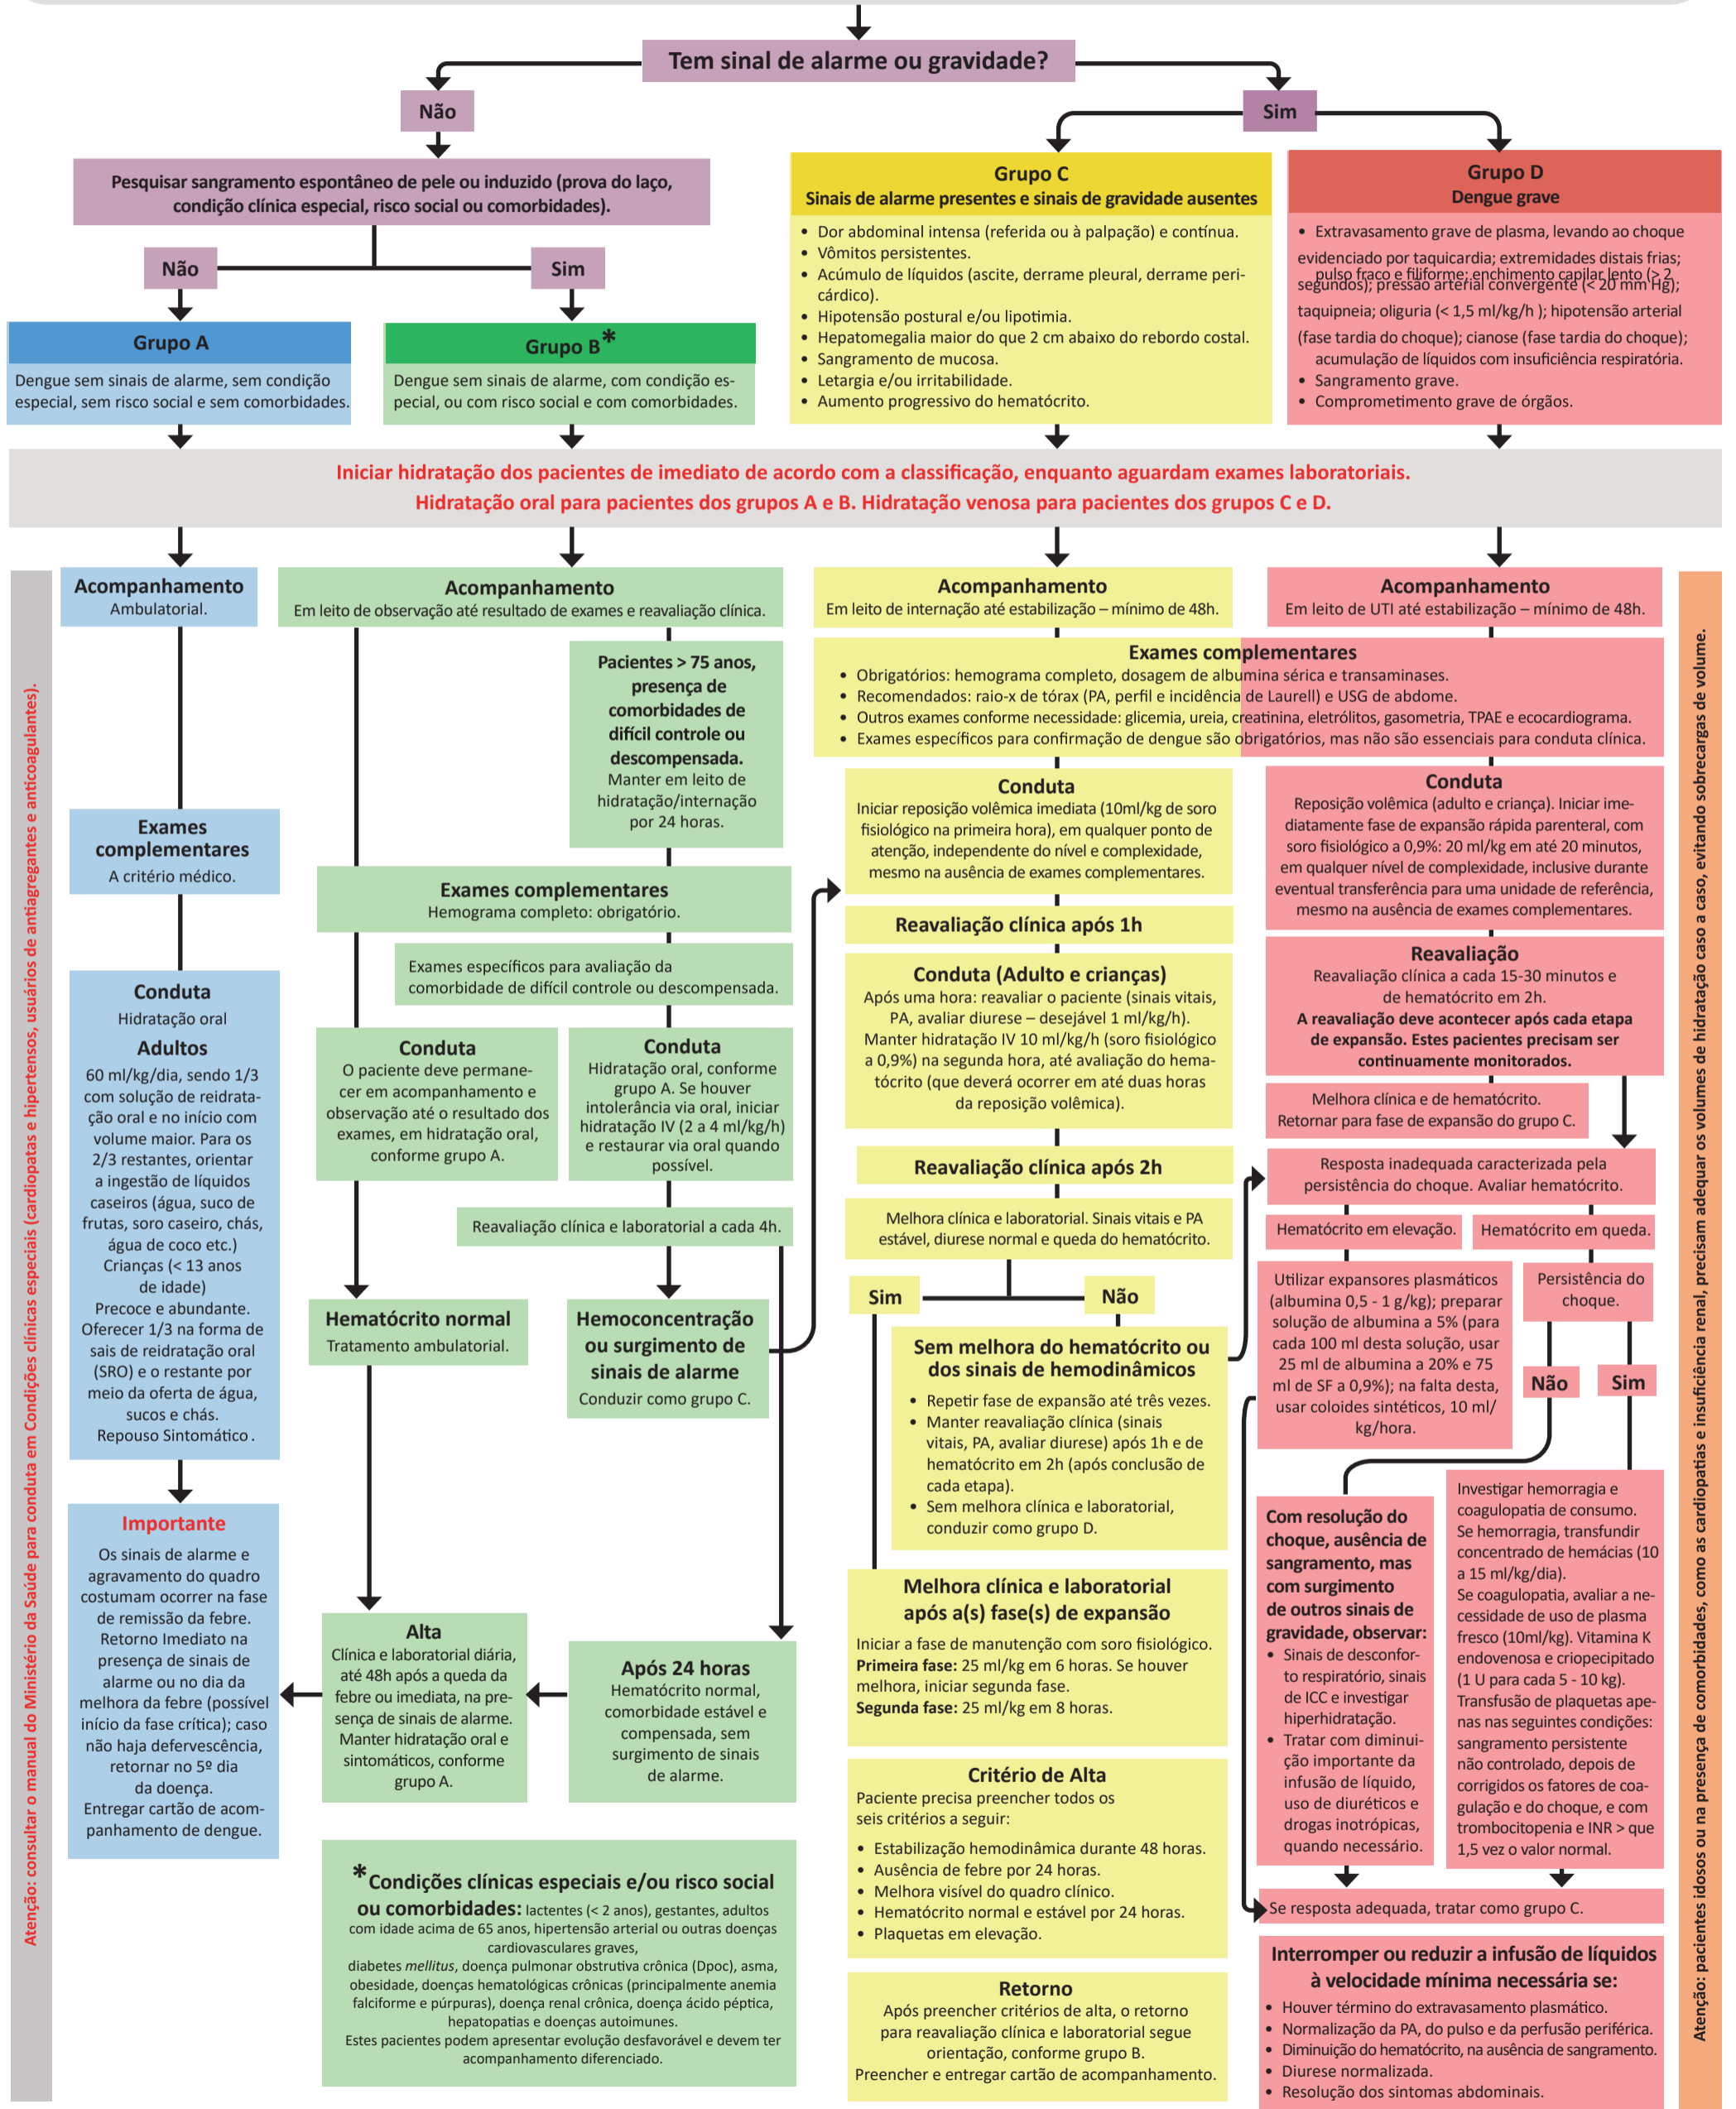 Tem sinal de alarme ou gravidade?
Não
Sim
Pesquisar sangramento espontâneo de pele ou induzido (prova do laço,
condição clínica especial, risco social ou comorbidades).
Não
Sim
Grupo A
Dengue sem sinais de alarme, sem condição
especial, sem risco social e sem comorbidades.
Grupo B*
Dengue sem sinais de alarme, com condição es-
pecial, ou com risco social e com comorbidades.
Grupo C
Sinais de alarme presentes e sinais de gravidade ausentes
• Dor abdominal intensa (referida ou à palpação) e contínua.
• Vômitos persistentes.
• Acúmulo de líquidos (ascite, derrame pleural, derrame peri-
cárdico).
• Hipotensão postural e/ou lipotimia.
• Hepatomegalia maior do que 2 cm abaixo do rebordo costal.
• Sangramento de mucosa.
• Letargia e/ou irritabilidade.
• Aumento progressivo do hematócrito.
Grupo D
Dengue grave
• Extravasamento grave de plasma, levando ao choque
evidenciado por taquicardia; extremidades distais frias;
pulso fraco e filiforme; enchimento capilar lento (> 2
segundos); pressão arterial convergente (< 20 mm Hg);
taquipneia; oliguria (< 1,5 ml/kg/h ); hipotensão arterial
(fase tardia do choque); cianose (fase tardia do choque);
acumulação de líquidos com insuficiência respiratória.
• Sangramento grave.
• Comprometimento grave de órgãos.
Iniciar hidratação dos pacientes de imediato de acordo com a classificação, enquanto aguardam exames laboratoriais.
Hidratação oral para pacientes dos grupos A e B. Hidratação venosa para pacientes dos grupos C e D.
Atenção: consultar o manual do Ministério da Saúde para conduta em Condições clínicas especiais (cardiopatas e hipertensos, usuários de antiagregantes e anticoagulantes).
Acompanhamento
Ambulatorial.
Exames
complementares
A critério médico.
Conduta
Hidratação oral
Adultos
60 ml/kg/dia, sendo 1/3
com solução de reidrata-
ção oral e no início com
volume maior. Para os
2/3 restantes, orientar
a ingestão de líquidos
caseiros (água, suco de
frutas, soro caseiro, chás,
água de coco etc.)
Crianças (< 13 anos
de idade)
Precoce e abundante.
Oferecer 1/3 na forma de
sais de reidratação oral
(SRO) e o restante por
meio da oferta de água,
sucos e chás.
Repouso Sintomático .
Importante
Os sinais de alarme e
agravamento do quadro
costumam ocorrer na fase
de remissão da febre.
Retorno Imediato na
presença de sinais de
alarme ou no dia da
melhora da febre (possível
início da fase crítica); caso
não haja defervescência,
retornar no 5º dia
da doença.
Entregar cartão de acom-
panhamento de dengue.
Acompanhamento
Em leito de observação até resultado de exames e reavaliação clínica.
Pacientes > 75 anos,
presença de
comorbidades de
difícil controle ou
descompensada.
Manter em leito de
hidratação/internação
por 24 horas.
Exames complementares
Hemograma completo: obrigatório.
Exames específicos para avaliação da
comorbidade de difícil controle ou descompensada.
Conduta
O paciente deve permane-
cer em acompanhamento e
observação até o resultado dos
exames, em hidratação oral,
conforme grupo A.
Conduta
Hidratação oral, conforme
grupo A. Se houver
intolerância via oral, iniciar
hidratação IV (2 a 4 ml/kg/h)
e restaurar via oral quando
possível.
Reavaliação clínica e laboratorial a cada 4h.
Hematócrito normal
Tratamento ambulatorial.
Hemoconcentração
ou surgimento de
sinais de alarme
Conduzir como grupo C.
Alta
Clínica e laboratorial diária,
até 48h após a queda da
febre ou imediata, na pre-
sença de sinais de alarme.
Manter hidratação oral e
sintomáticos, conforme
grupo A.
Após 24 horas
Hematócrito normal,
comorbidade estável e
compensada, sem
surgimento de sinais
de alarme.
*Condições clínicas especiais e/ou risco social
ou comorbidades: lactentes (< 2 anos), gestantes, adultos
com idade acima de 65 anos, hipertensão arterial ou outras doenças
cardiovasculares graves,
diabetes mellitus, doença pulmonar obstrutiva crônica (Dpoc), asma,
obesidade, doenças hematológicas crônicas (principalmente anemia
falciforme e púrpuras), doença renal crônica, doença ácido péptica,
hepatopatias e doenças autoimunes.
Estes pacientes podem apresentar evolução desfavorável e devem ter
acompanhamento diferenciado.
Acompanhamento
Em leito de internação até estabilização – mínimo de 48h.
Acompanhamento
Em leito de UTI até estabilização – mínimo de 48h.
Exames complementares
• Obrigatórios: hemograma completo, dosagem de albumina sérica e transaminases.
• Recomendados: raio-x de tórax (PA, perfil e incidência de Laurell) e USG de abdome.
• Outros exames conforme necessidade: glicemia, ureia, creatinina, eletrólitos, gasometria, TPAE e ecocardiograma.
• Exames específicos para confirmação de dengue são obrigatórios, mas não são essenciais para conduta clínica.
Conduta
Iniciar reposição volêmica imediata (10ml/kg de soro
fisiológico na primeira hora), em qualquer ponto de
atenção, independente do nível e complexidade,
mesmo na ausência de exames complementares.
Reavaliação clínica após 1h
Conduta (Adulto e crianças)
Após uma hora: reavaliar o paciente (sinais vitais,
PA, avaliar diurese – desejável 1 ml/kg/h).
Manter hidratação IV 10 ml/kg/h (soro fisiológico
a 0,9%) na segunda hora, até avaliação do hema-
tócrito (que deverá ocorrer em até duas horas
da reposição volêmica).
Reavaliação clínica após 2h
Melhora clínica e laboratorial. Sinais vitais e PA
estável, diurese normal e queda do hematócrito.
Sim
Não
Sem melhora do hematócrito ou
dos sinais de hemodinâmicos
• Repetir fase de expansão até três vezes.
• Manter reavaliação clínica (sinais
vitais, PA, avaliar diurese) após 1h e de
hematócrito em 2h (após conclusão de
cada etapa).
• Sem melhora clínica e laboratorial,
conduzir como grupo D.
Melhora clínica e laboratorial
após a(s) fase(s) de expansão
Iniciar a fase de manutenção com soro fisiológico.
Primeira fase: 25 ml/kg em 6 horas. Se houver
melhora, iniciar segunda fase.
Segunda fase: 25 ml/kg em 8 horas.
Critério de Alta
Paciente precisa preencher todos os
seis critérios a seguir:
• Estabilização hemodinâmica durante 48 horas.
• Ausência de febre por 24 horas.
• Melhora visível do quadro clínico.
• Hematócrito normal e estável por 24 horas.
• Plaquetas em elevação.
Retorno
Após preencher critérios de alta, o retorno
para reavaliação clínica e laboratorial segue
orientação, conforme grupo B.
Preencher e entregar cartão de acompanhamento.
Conduta
Reposição volêmica (adulto e criança). Iniciar ime-
diatamente fase de expansão rápida parenteral, com
soro fisiológico a 0,9%: 20 ml/kg em até 20 minutos,
em qualquer nível de complexidade, inclusive durante
eventual transferência para uma unidade de referência,
mesmo na ausência de exames complementares.
Reavaliação
Reavaliação clínica a cada 15-30 minutos e
de hematócrito em 2h.
A reavaliação deve acontecer após cada etapa
de expansão. Estes pacientes precisam ser
continuamente monitorados.
Melhora clínica e de hematócrito.
Retornar para fase de expansão do grupo C.
Resposta inadequada caracterizada pela
persistência do choque. Avaliar hematócrito.
Hematócrito em elevação.
Hematócrito em queda.
Utilizar expansores plasmáticos
(albumina 0,5 - 1 g/kg); preparar
solução de albumina a 5% (para
cada 100 ml desta solução, usar
25 ml de albumina a 20% e 75
ml de SF a 0,9%); na falta desta,
usar coloides sintéticos, 10 ml/
kg/hora.
Persistência do
choque.
Não
Sim
Com resolução do
choque, ausência de
sangramento, mas
com surgimento
de outros sinais de
gravidade, observar:
• Sinais de desconfor-
to respiratório, sinais
de ICC e investigar
hiperhidratação.
• Tratar com diminui-
ção importante da
infusão de líquido,
uso de diuréticos e
drogas inotrópicas,
quando necessário.
Investigar hemorragia e
coagulopatia de consumo.
Se hemorragia, transfundir
concentrado de hemácias (10
a 15 ml/kg/dia).
Se coagulopatia, avaliar a ne-
cessidade de uso de plasma
fresco (10ml/kg). Vitamina K
endovenosa e criopecipitado
(1 U para cada 5 - 10 kg).
Transfusão de plaquetas ape-
nas nas seguintes condições:
sangramento persistente
não controlado, depois de
corrigidos os fatores de coa-
gulação e do choque, e com
trombocitopenia e INR > que
1,5 vez o valor normal.
Se resposta adequada, tratar como grupo C.
Interromper ou reduzir a infusão de líquidos
à velocidade mínima necessária se:
• Houver término do extravasamento plasmático.
• Normalização da PA, do pulso e da perfusão periférica.
• Diminuição do hematócrito, na ausência de sangramento.
• Diurese normalizada.
• Resolução dos sintomas abdominais.
Atenção: pacientes idosos ou na presença de comorbidades, como as cardiopatias e insuficiência renal, precisam adequar os volumes de hidratação caso a caso, evitando sobrecargas de volume.